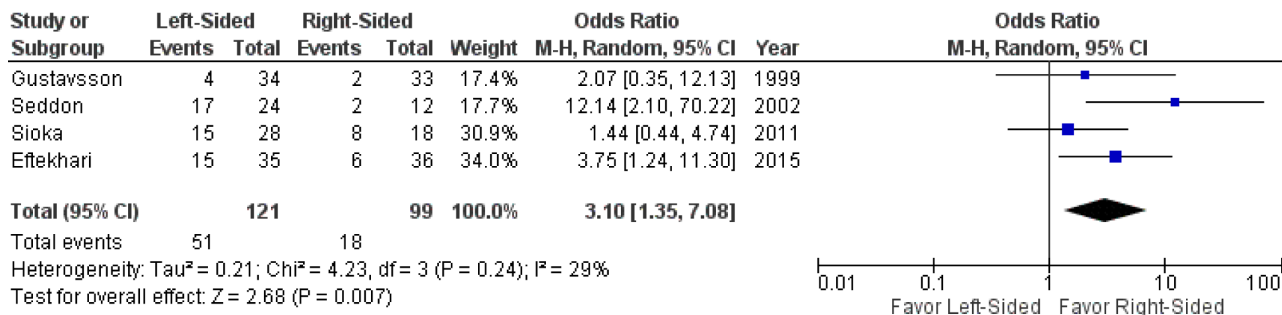 Study or Left-Sided Right-Sided Odds Ratio Odds Ratio
Subgroup Events Total Events Total Weight M-H, Random, 95% CI Year M-H, Random, 95% CI
Gustavsson 4 34 2 33 17.4% 2.07 [0.35, 12.13] 1999
Seddon 17 24 2 12 17.7% 12.14 [2.10, 70.22] 2002
Sioka 15 28 8 18 30.9% 1.44 [0.44, 4.74] 2011
Eftekhari 15 35 6 36 34.0% 3.75 [1.24, 11.30] 2015
Total (95% CI) 121 99 100.0% 3.10 [1.35, 7.08]
Total events 51 18
Heterogeneity: Tau² = 0.21; Chi² = 4.23, df = 3 (P = 0.24); I² = 29%
Test for overall effect: Z = 2.68 (P = 0.007)
0.01 0.1 1 10 100
Favor Left-Sided Favor Right-Sided